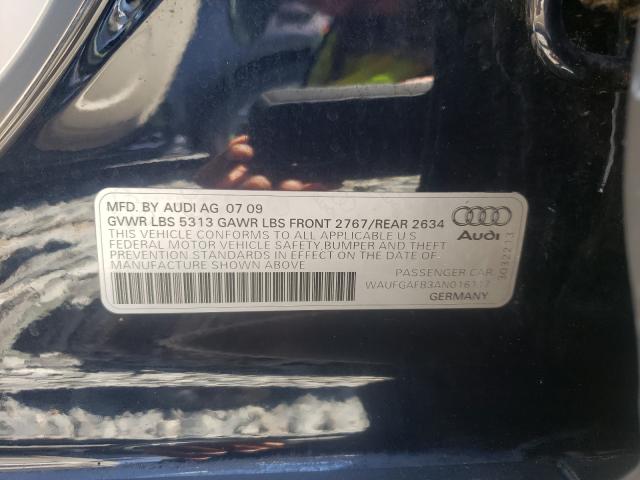 MFD. BY AUDI AG 07 09
GVWR LBS 5313 GAWR LBS FRONT 2767/REAR 2634
THIS VEHICLE CONFORMS TO ALL APPLICABLE U S
FEDERAL MOTOR VEHICLE SAFETY, BUMPER AND THEFT
PREVENTION STANDARDS IN EFFECT ON THE DATE OF
MANUFACTURE SHOWN ABOVE
Audi
3032213
PASSENGER CAR
WAUFGAFB3AN016117
GERMANY